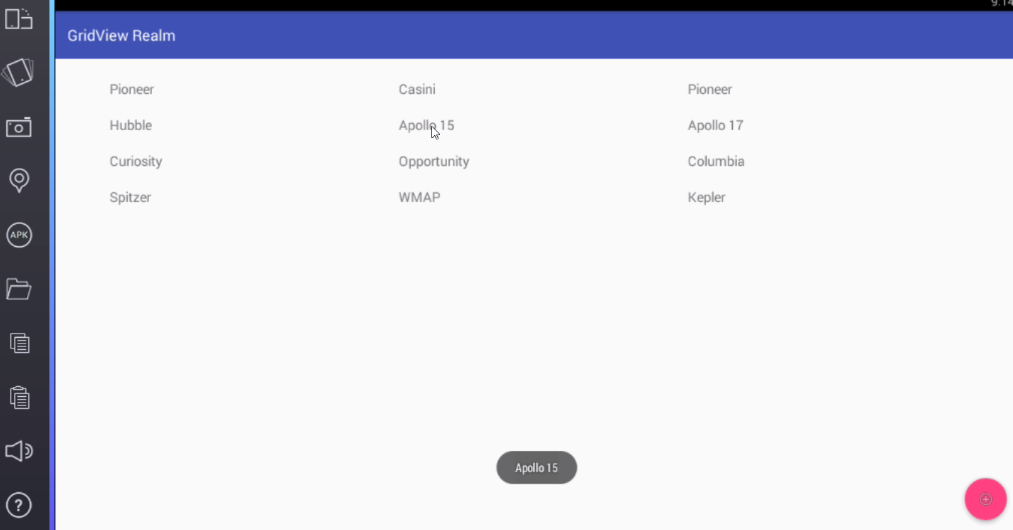 9:14
GridView Realm
Pioneer Casini Pioneer
Hubble Apollo 15 Apollo 17
Curiosity Opportunity Columbia
Spitzer WMAP Kepler
APK
Apollo 15